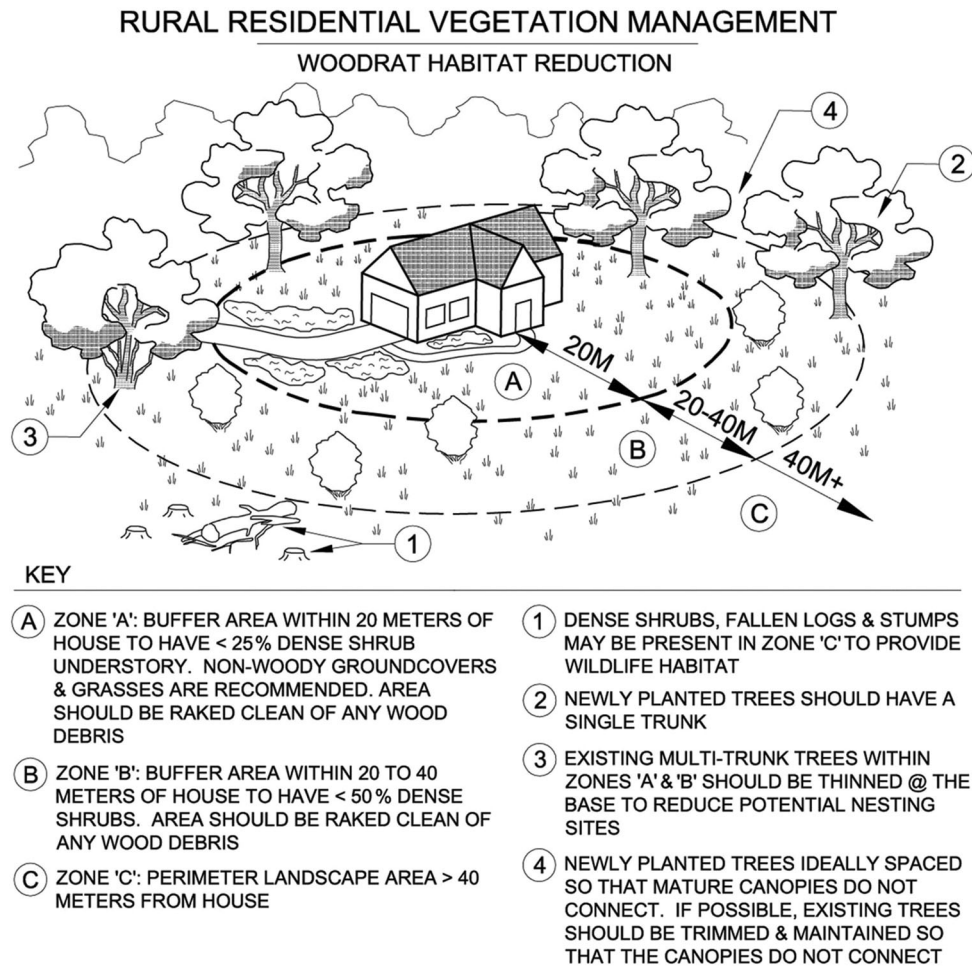 RURAL RESIDENTIAL VEGETATION MANAGEMENT
WOODRAT HABITAT REDUCTION
4
2
3
20M
A
20-40M
B
40M+
C
1
KEY
A ZONE 'A': BUFFER AREA WITHIN 20 METERS OF
HOUSE TO HAVE < 25% DENSE SHRUB
UNDERSTORY. NON-WOODY GROUNDCOVERS
& GRASSES ARE RECOMMENDED. AREA
SHOULD BE RAKED CLEAN OF ANY WOOD
DEBRIS
B ZONE 'B': BUFFER AREA WITHIN 20 TO 40
METERS OF HOUSE TO HAVE < 50% DENSE
SHRUBS. AREA SHOULD BE RAKED CLEAN OF
ANY WOOD DEBRIS
C ZONE 'C': PERIMETER LANDSCAPE AREA > 40
METERS FROM HOUSE
1 DENSE SHRUBS, FALLEN LOGS & STUMPS
MAY BE PRESENT IN ZONE 'C' TO PROVIDE
WILDLIFE HABITAT
2 NEWLY PLANTED TREES SHOULD HAVE A
SINGLE TRUNK
3 EXISTING MULTI-TRUNK TREES WITHIN
ZONES 'A' & 'B' SHOULD BE THINNED @ THE
BASE TO REDUCE POTENTIAL NESTING
SITES
4 NEWLY PLANTED TREES IDEALLY SPACED
SO THAT MATURE CANOPIES DO NOT
CONNECT. IF POSSIBLE, EXISTING TREES
SHOULD BE TRIMMED & MAINTAINED SO
THAT THE CANOPIES DO NOT CONNECT